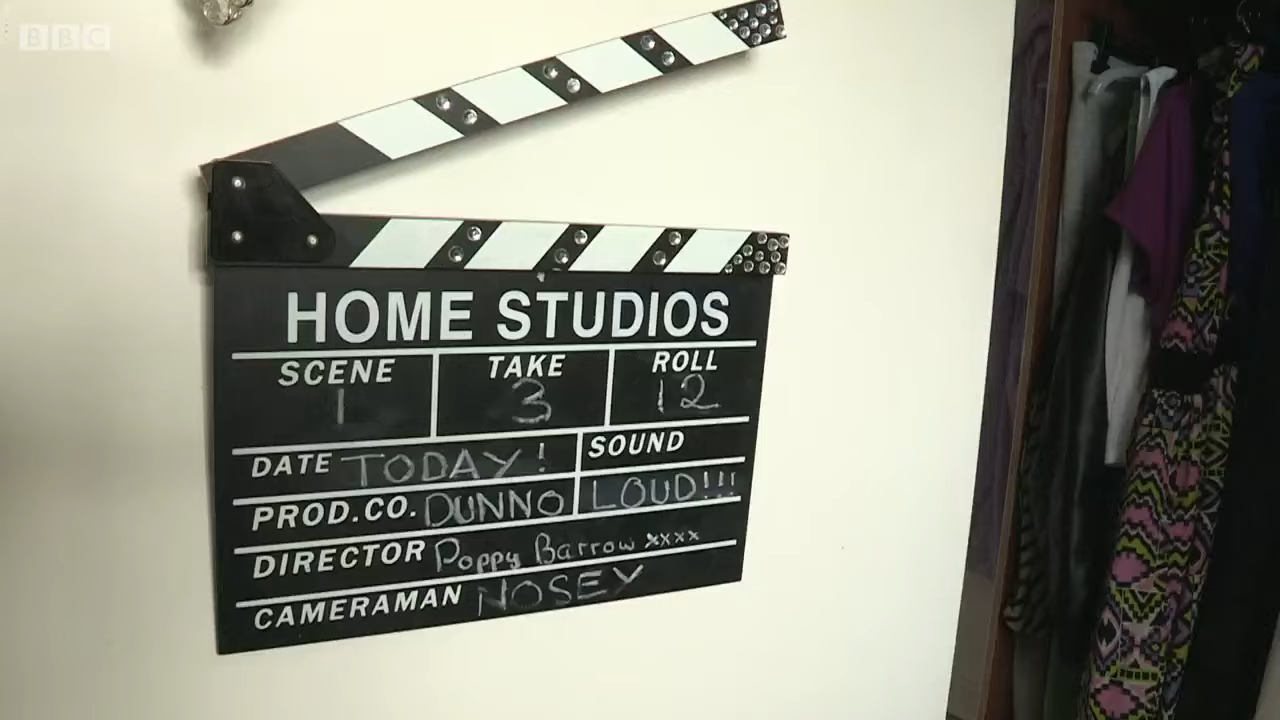 BBC
HOME STUDIOS
SCENE TAKE ROLL
1 3 12
DATE TODAY! SOUND
PROD.CO. DUNNO LOUD!!!
DIRECTOR Poppy Barrow xxxx
CAMERAMAN NOSEY